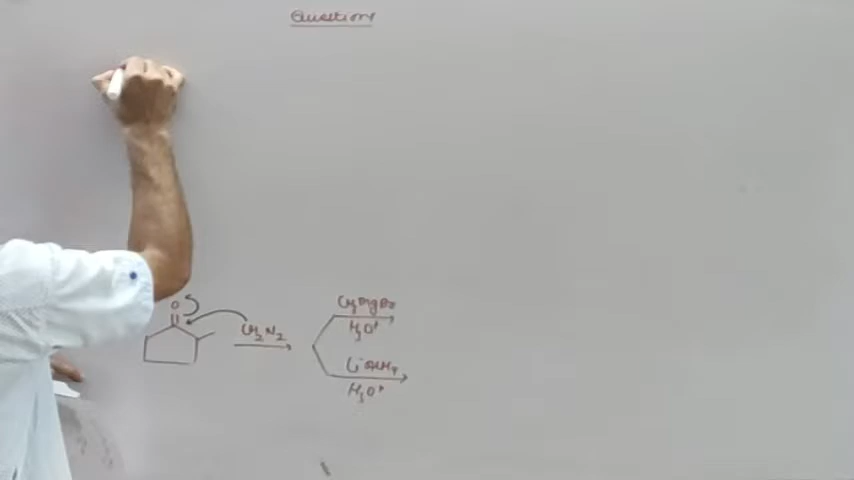 Question
O
CH2N2
CH3MgBr
H3O+
LiAlH4
H3O+